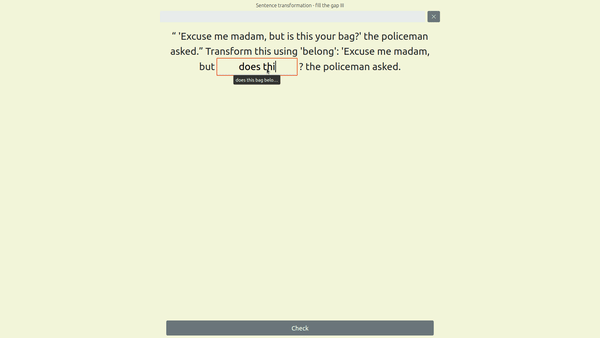 Sentence transformation - fill the gap III
×
“ 'Excuse me madam, but is this your bag?' the policeman
asked.” Transform this using 'belong': 'Excuse me madam,
but does thi ? the policeman asked.
does this bag belo...
Check